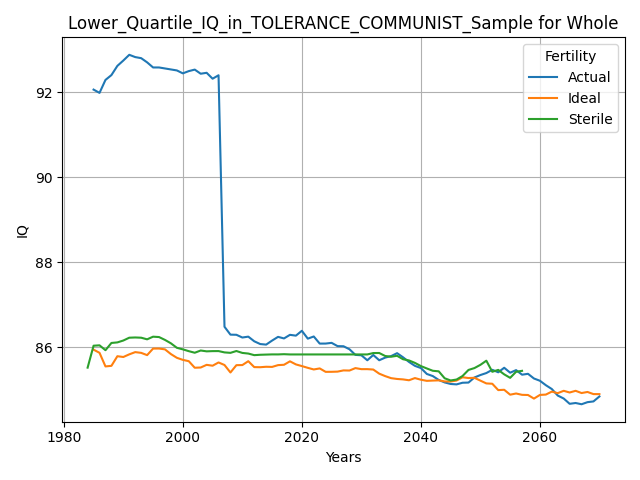 Lower_Quartile_IQ_in_TOLERANCE_COMMUNIST_Sample for Whole
Fertility
Actual
Ideal
Sterile
92
90
88
86
IQ
1980
2000
2020
2040
2060
Years